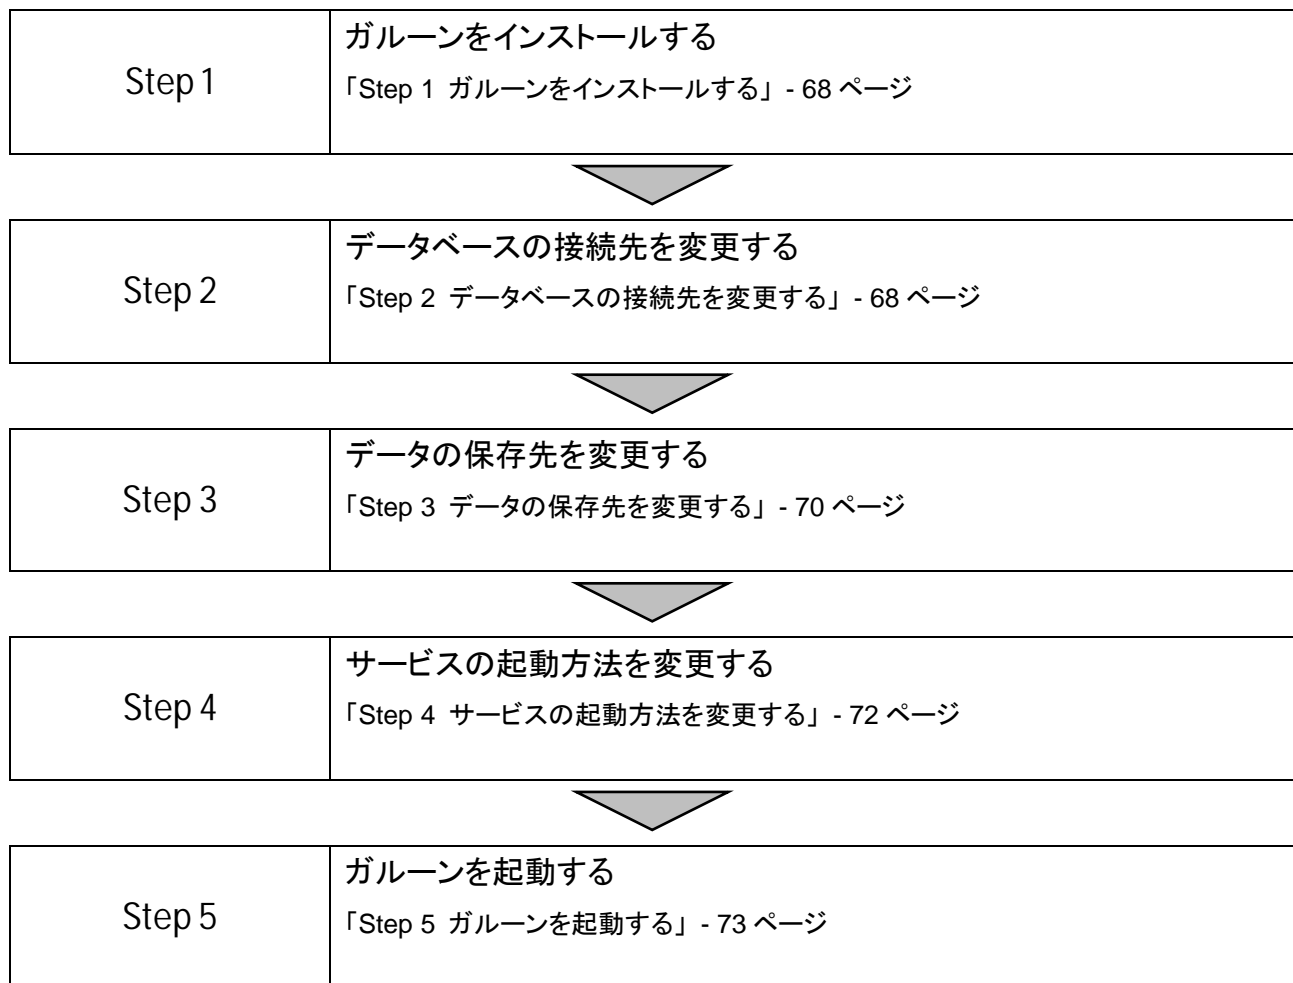 Step 1
ガルーンをインストールする
「Step 1 ガルーンをインストールする」 - 68 ページ
Step 2
データベースの接続先を変更する
「Step 2 データベースの接続先を変更する」 - 68 ページ
Step 3
データの保存先を変更する
「Step 3 データの保存先を変更する」 - 70 ページ
Step 4
サービスの起動方法を変更する
「Step 4 サービスの起動方法を変更する」 - 72 ページ
Step 5
ガルーンを起動する
「Step 5 ガルーンを起動する」 - 73 ページ